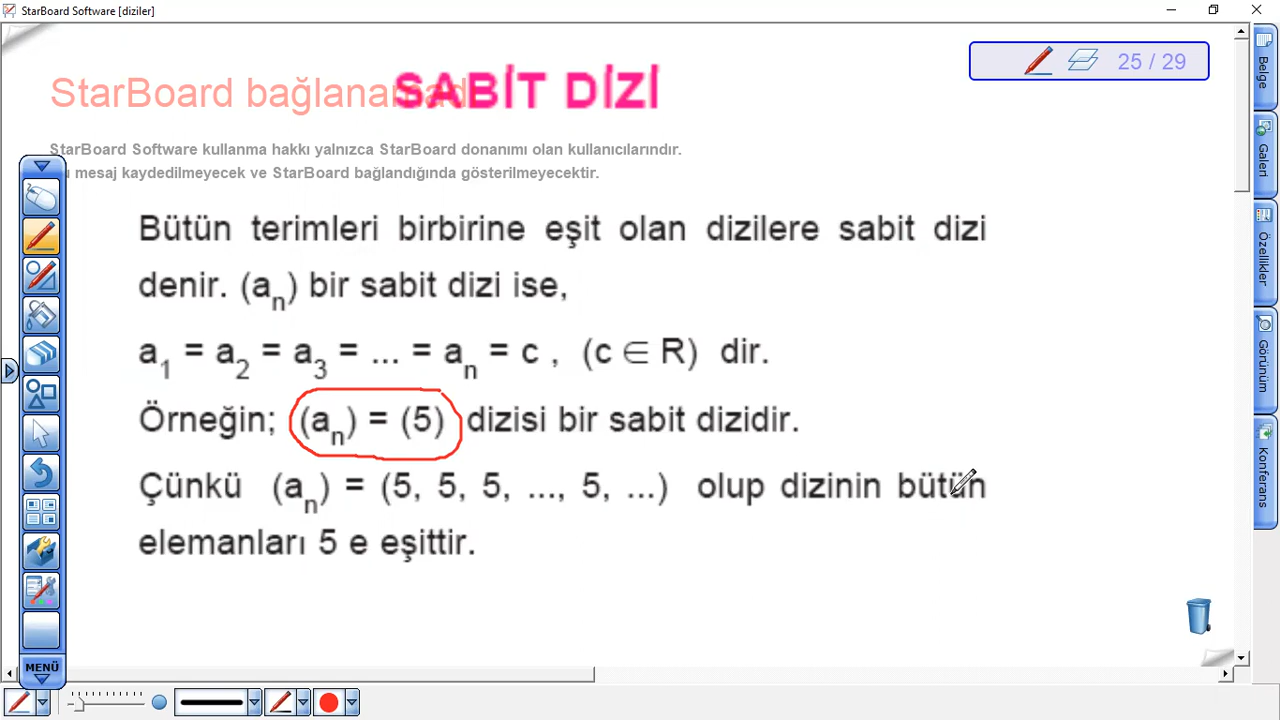 StarBoard Software [diziler]
25 / 29
StarBoard bağlanamadı
SABİT DİZİ
StarBoard Software kullanma hakkı yalnızca StarBoard donanımı olan kullanıcılarındır.
mesaj kaydedilmeyecek ve StarBoard bağlandığında gösterilmeyecektir.
Bütün terimleri birbirine eşit olan dizilere sabit dizi
denir. (aₙ) bir sabit dizi ise,
a₁ = a₂ = a₃ = ... = aₙ = c , (c ∈ R) dir.
Örneğin; (aₙ) = (5) dizisi bir sabit dizidir.
Çünkü (aₙ) = (5, 5, 5, ..., 5, ...) olup dizinin bütün
elemanları 5 e eşittir.
MENÜ
Belge
Galeri
Özellikler
Görünüm
Konferans